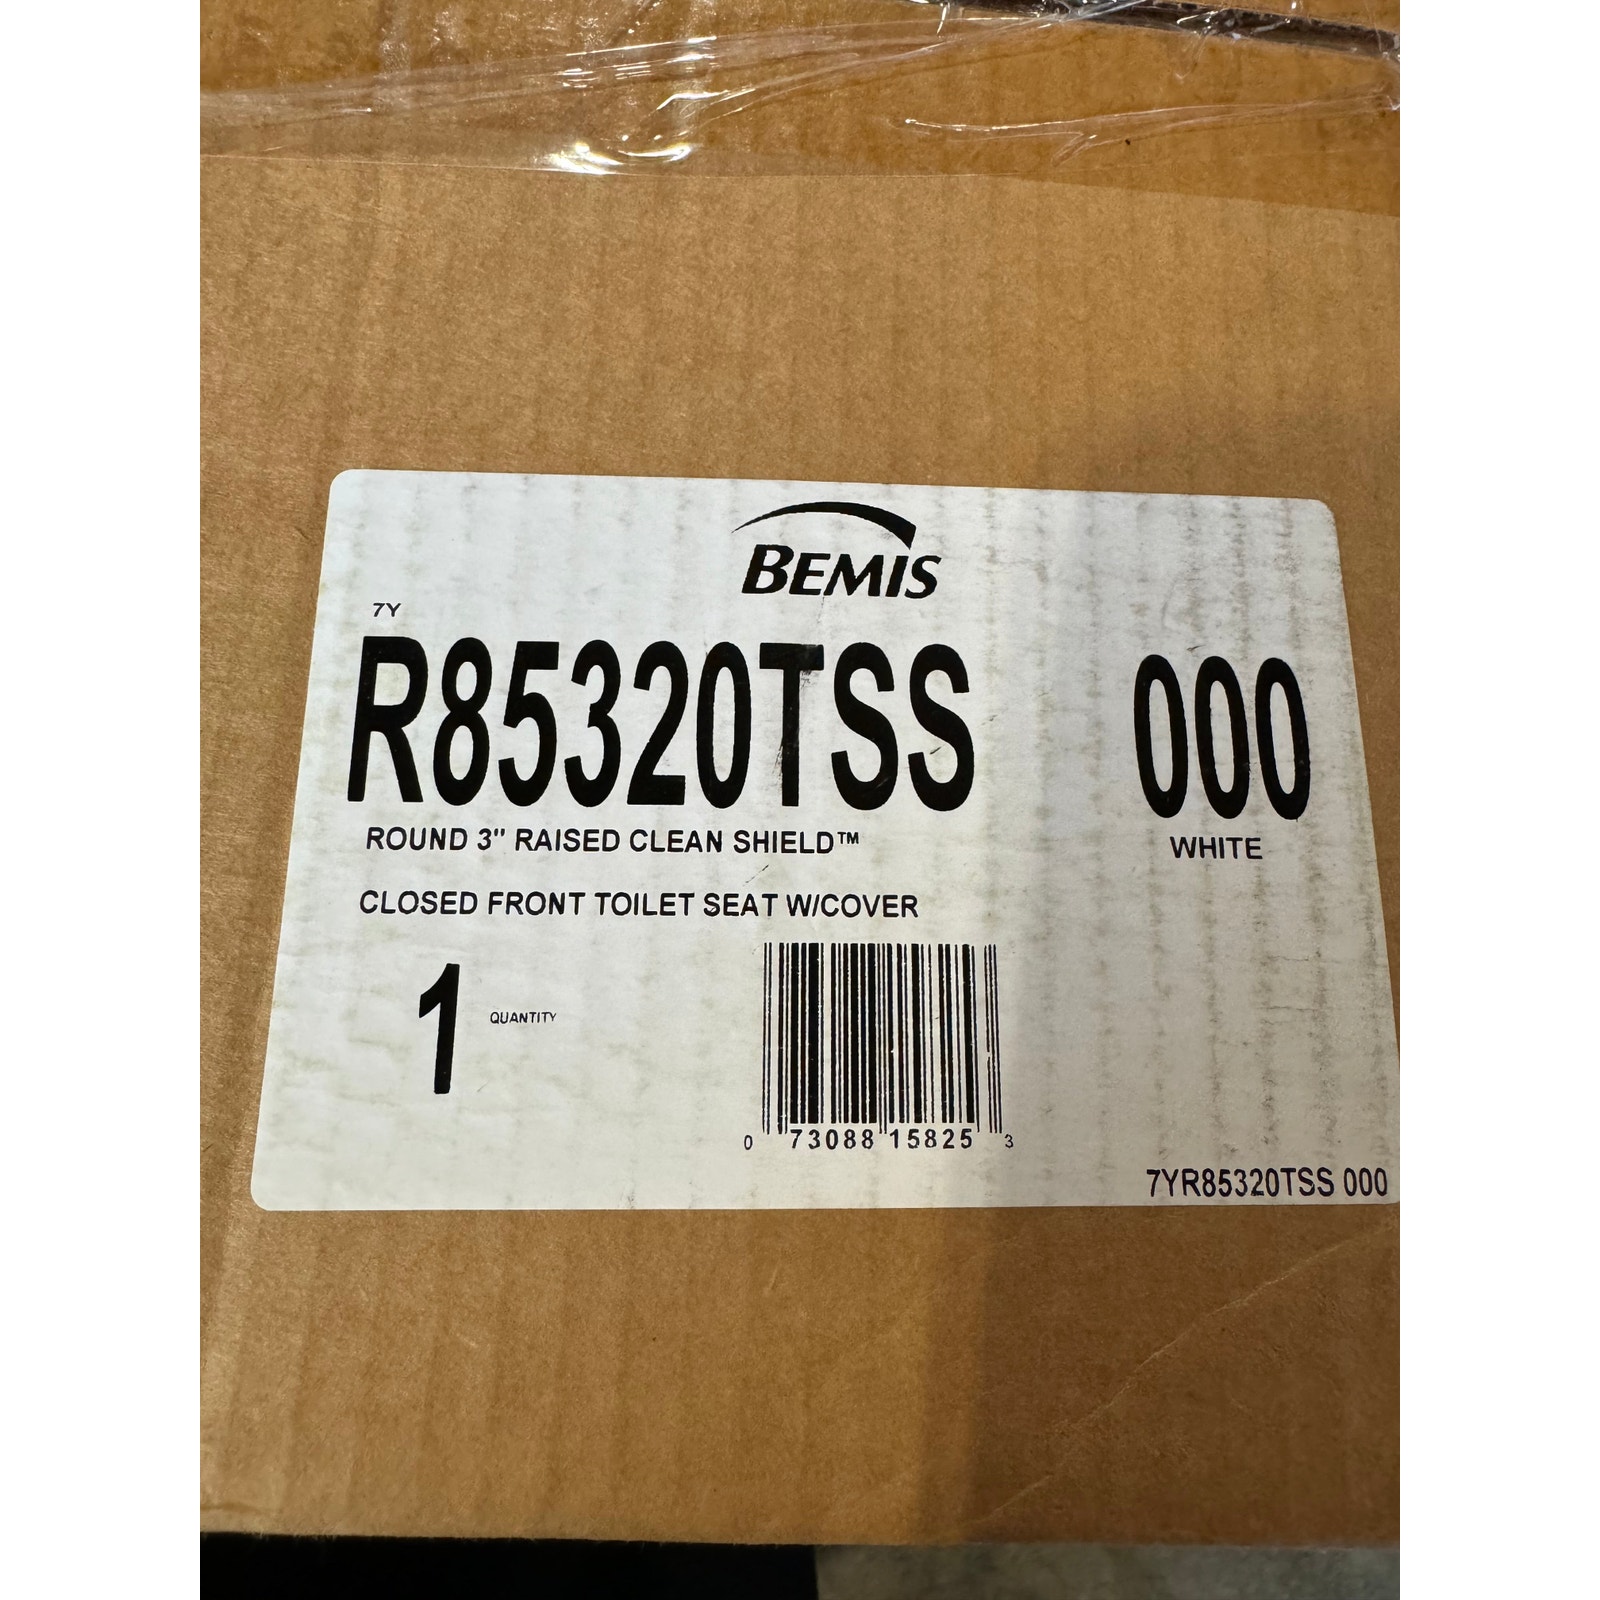 BEMIS
7Y
R85320TSS 000
ROUND 3" RAISED CLEAN SHIELD™ WHITE
CLOSED FRONT TOILET SEAT W/COVER
1 QUANTITY
0 73088 15825 3
7YR85320TSS 000